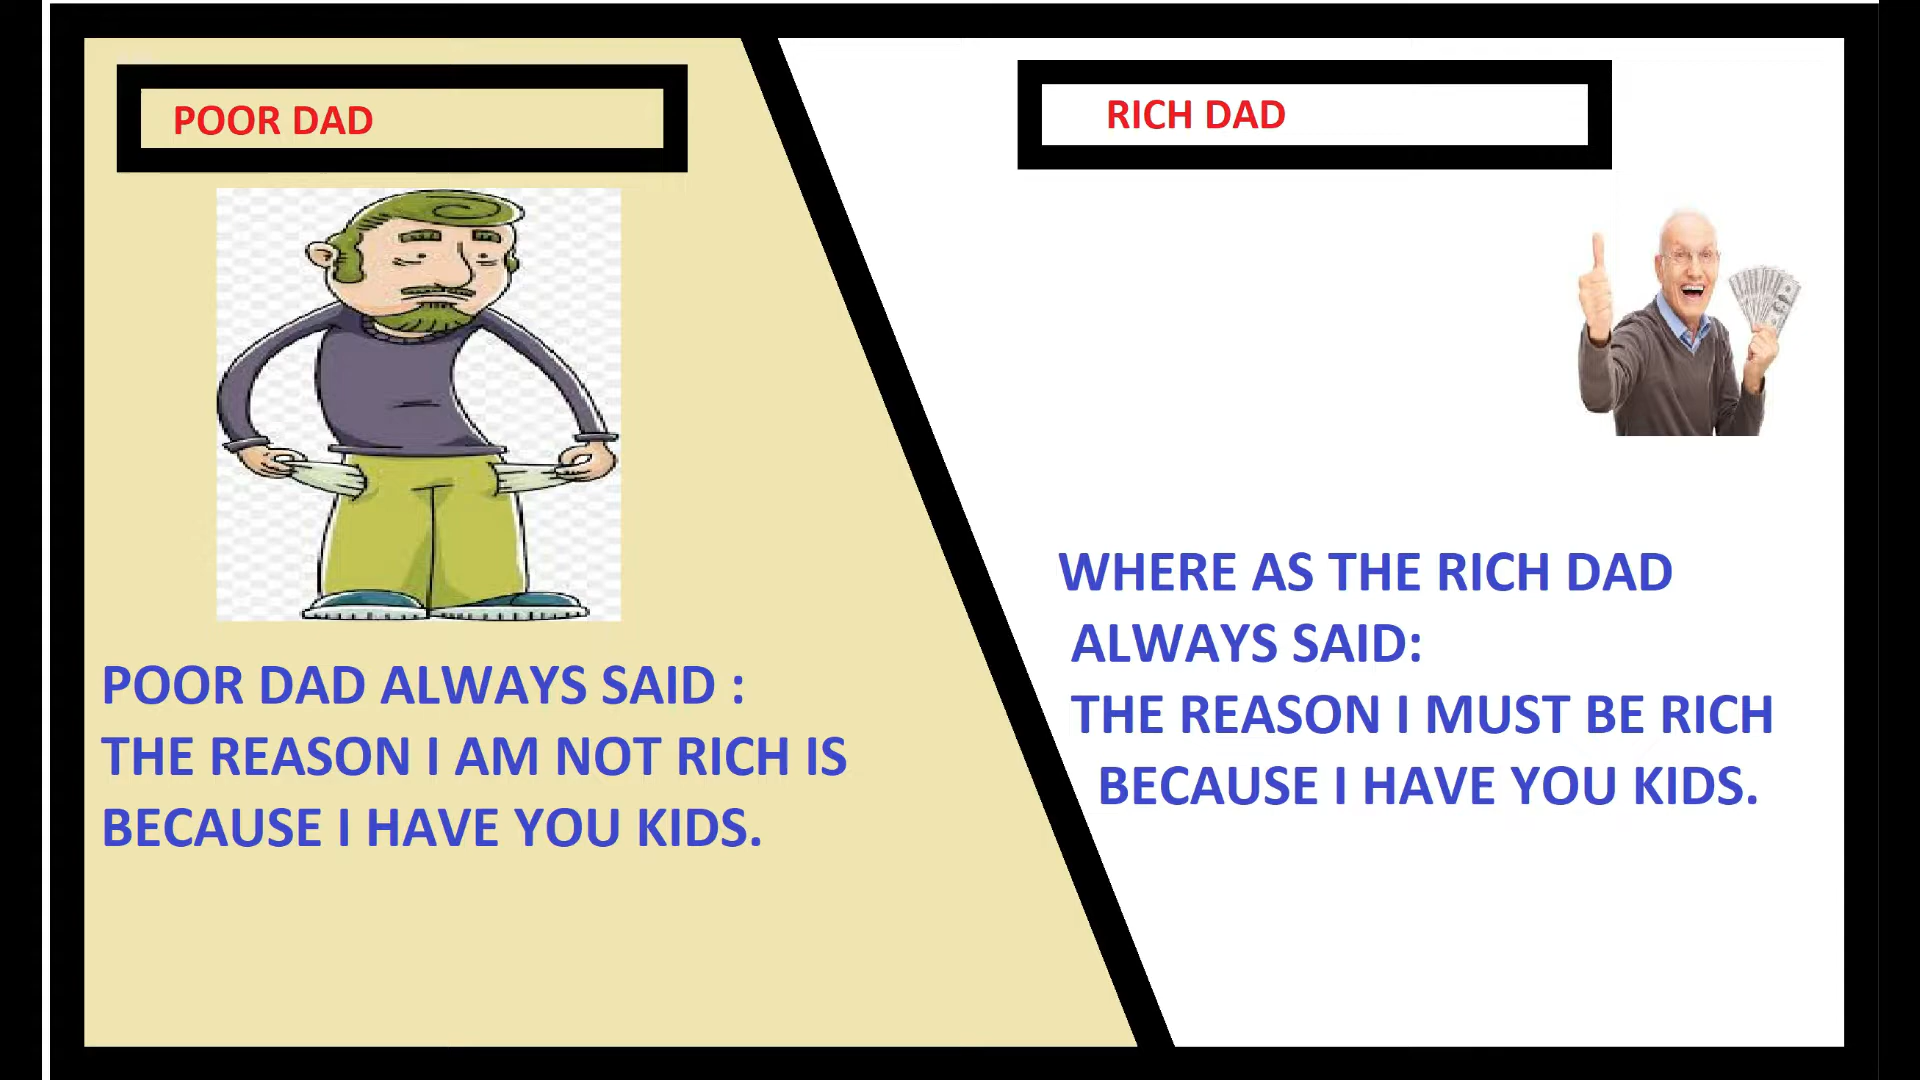 POOR DAD
POOR DAD ALWAYS SAID :
THE REASON I AM NOT RICH IS
BECAUSE I HAVE YOU KIDS.
RICH DAD
WHERE AS THE RICH DAD
ALWAYS SAID:
THE REASON I MUST BE RICH
BECAUSE I HAVE YOU KIDS.